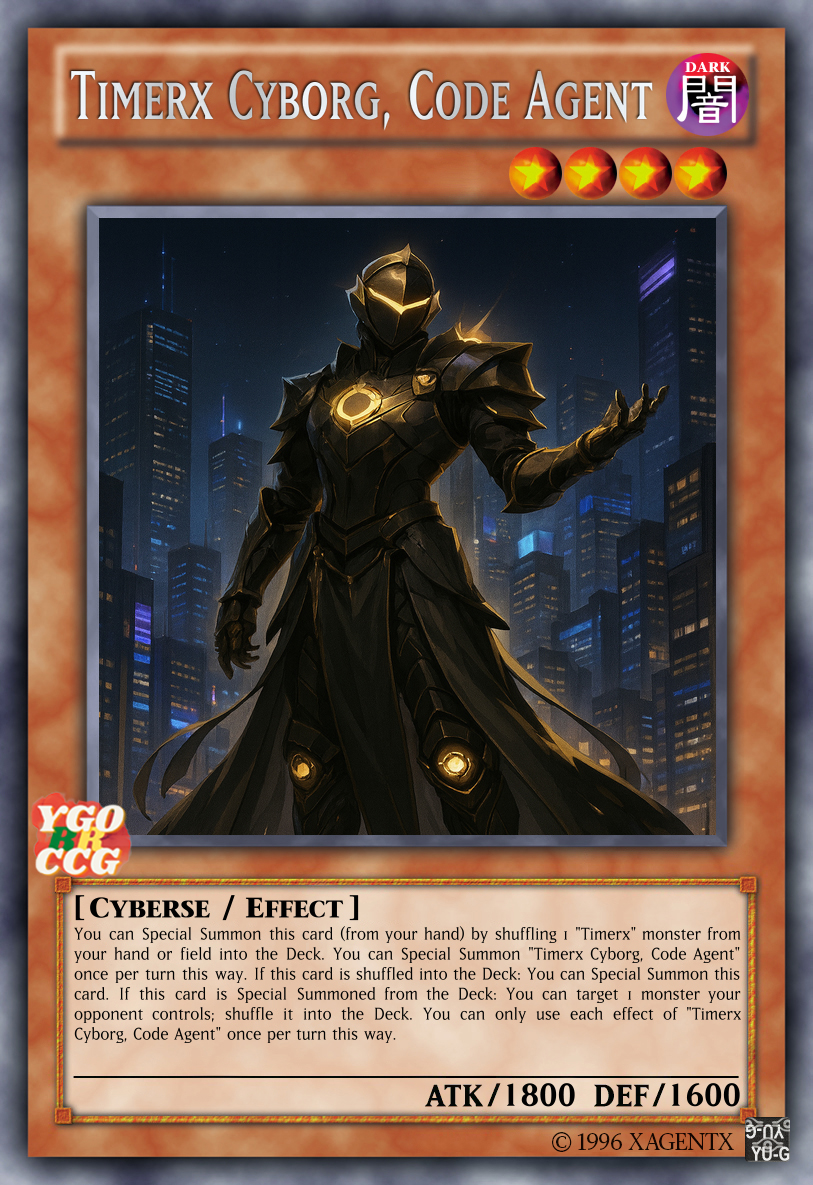 Timerx Cyborg, Code Agent
DARK
闇
YGO
RR
CCG
[ Cyberse / Effect ]
You can Special Summon this card (from your hand) by shuffling 1 "Timerx" monster from
your hand or field into the Deck. You can Special Summon "Timerx Cyborg, Code Agent"
once per turn this way. If this card is shuffled into the Deck: You can Special Summon this
card. If this card is Special Summoned from the Deck: You can target 1 monster your
opponent controls; shuffle it into the Deck. You can only use each effect of "Timerx
Cyborg, Code Agent" once per turn this way.
ATK/1800 DEF/1600
© 1996 XAGENTX
YU-G